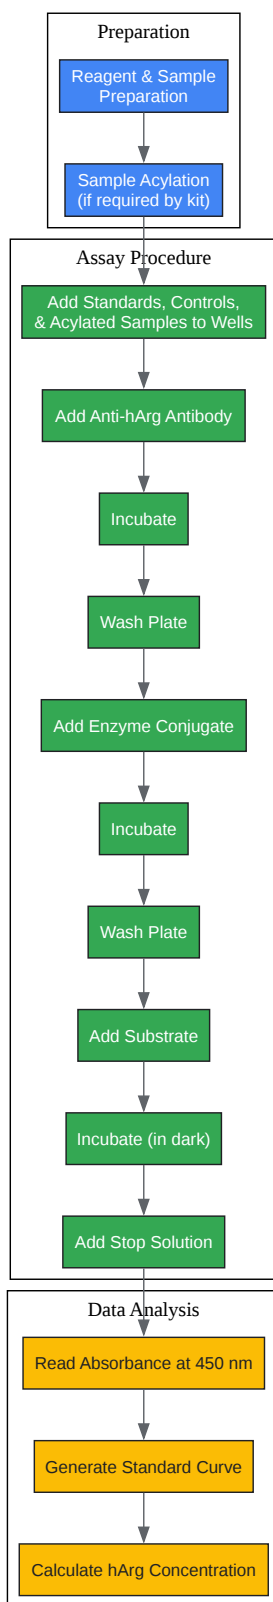 Preparation
Reagent & Sample
Preparation
Sample Acylation
(if required by kit)
Assay Procedure
Add Standards, Controls,
& Acylated Samples to Wells
Add Anti-hArg Antibody
Incubate
Wash Plate
Add Enzyme Conjugate
Incubate
Wash Plate
Add Substrate
Incubate (in dark)
Add Stop Solution
Data Analysis
Read Absorbance at 450 nm
Generate Standard Curve
Calculate hArg Concentration